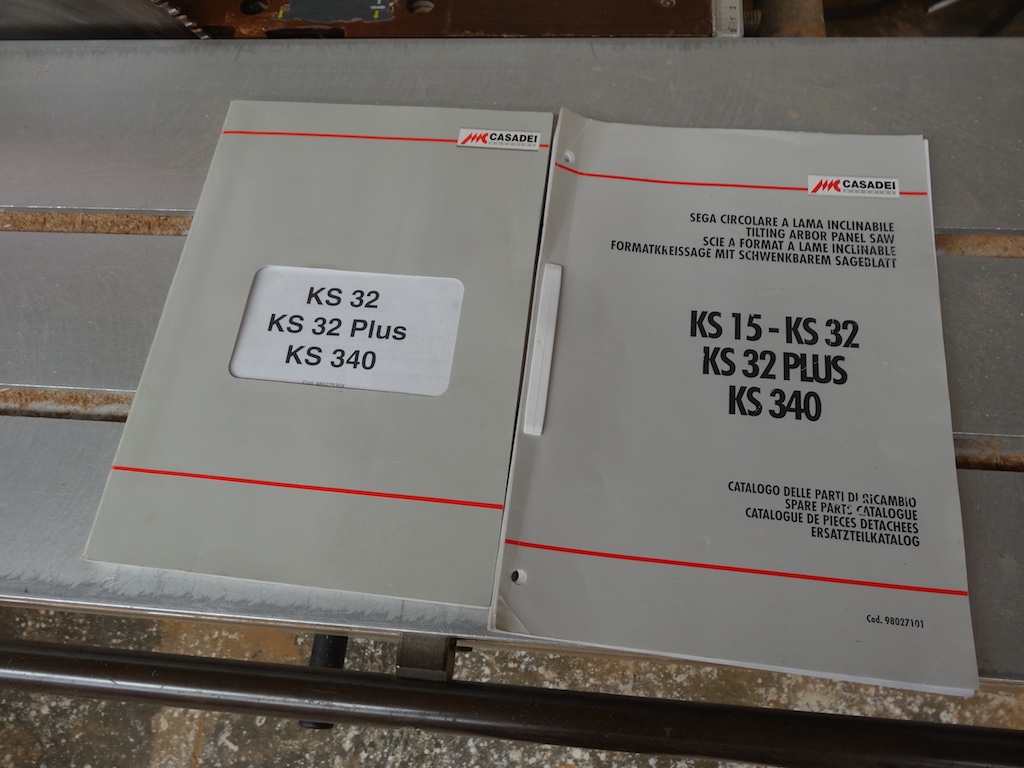 CASADEI
KS 32
KS 32 Plus
KS 340
CASADEI
SEGA CIRCOLARE A LAMA INCLINABILE
TILTING ARBOR PANEL SAW
SCIE A FORMAT A LAME INCLINABLE
FORMATKREISSAGE MIT SCHWENKBAREM SAGEBLATT
KS 15 - KS 32
KS 32 PLUS
KS 340
CATALOGO DELLE PARTI DI RICAMBIO
SPARE PARTS CATALOGUE
CATALOGUE DE PIECES DETACHEES
ERSATZTEILKATALOG
Cod. 98027101